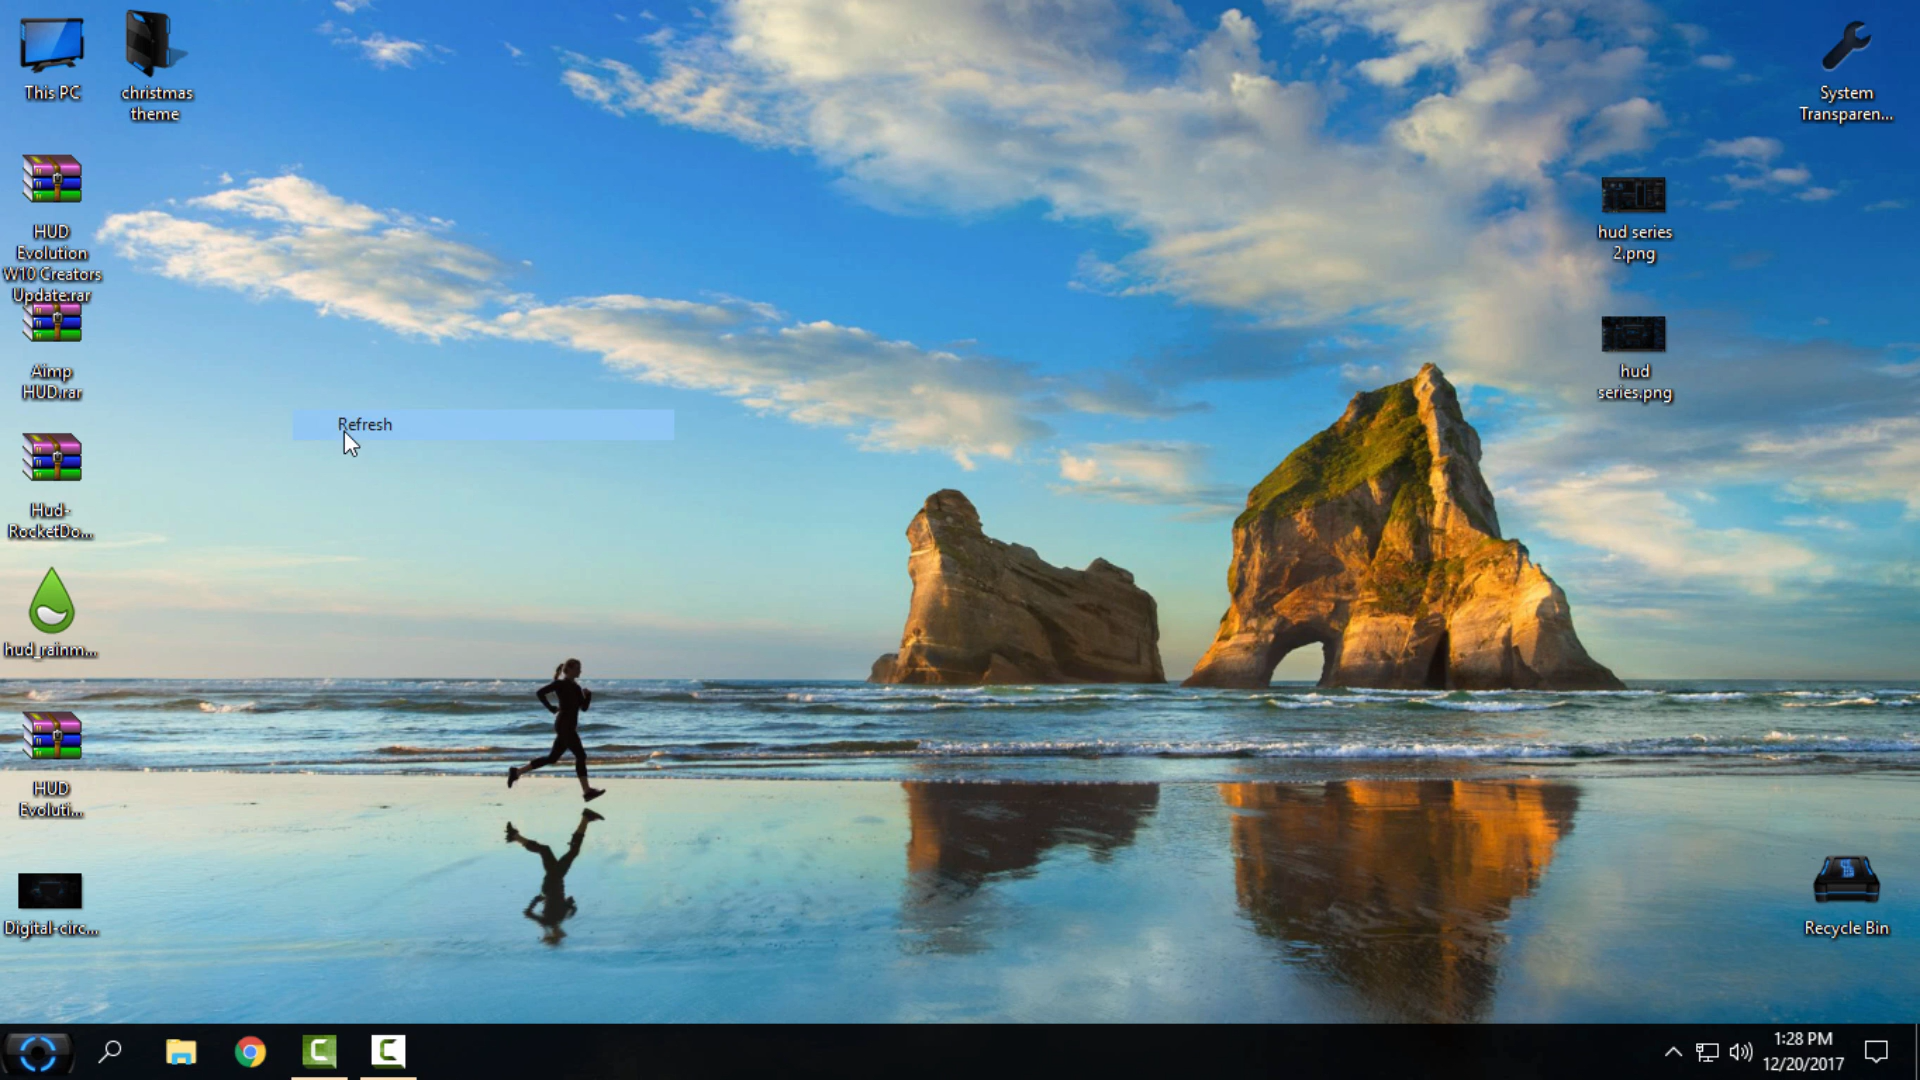 This PC
christmas
theme
HUD
Evolution
W10 Creators
Update.rar
Aimp
HUD.rar
Hud-
RocketDo...
hud_rainm...
HUD
Evoluti...
Digital-circ...
Refresh
System
Transparen...
hud series
2.png
hud
series.png
Recycle Bin
1:28 PM
12/20/2017